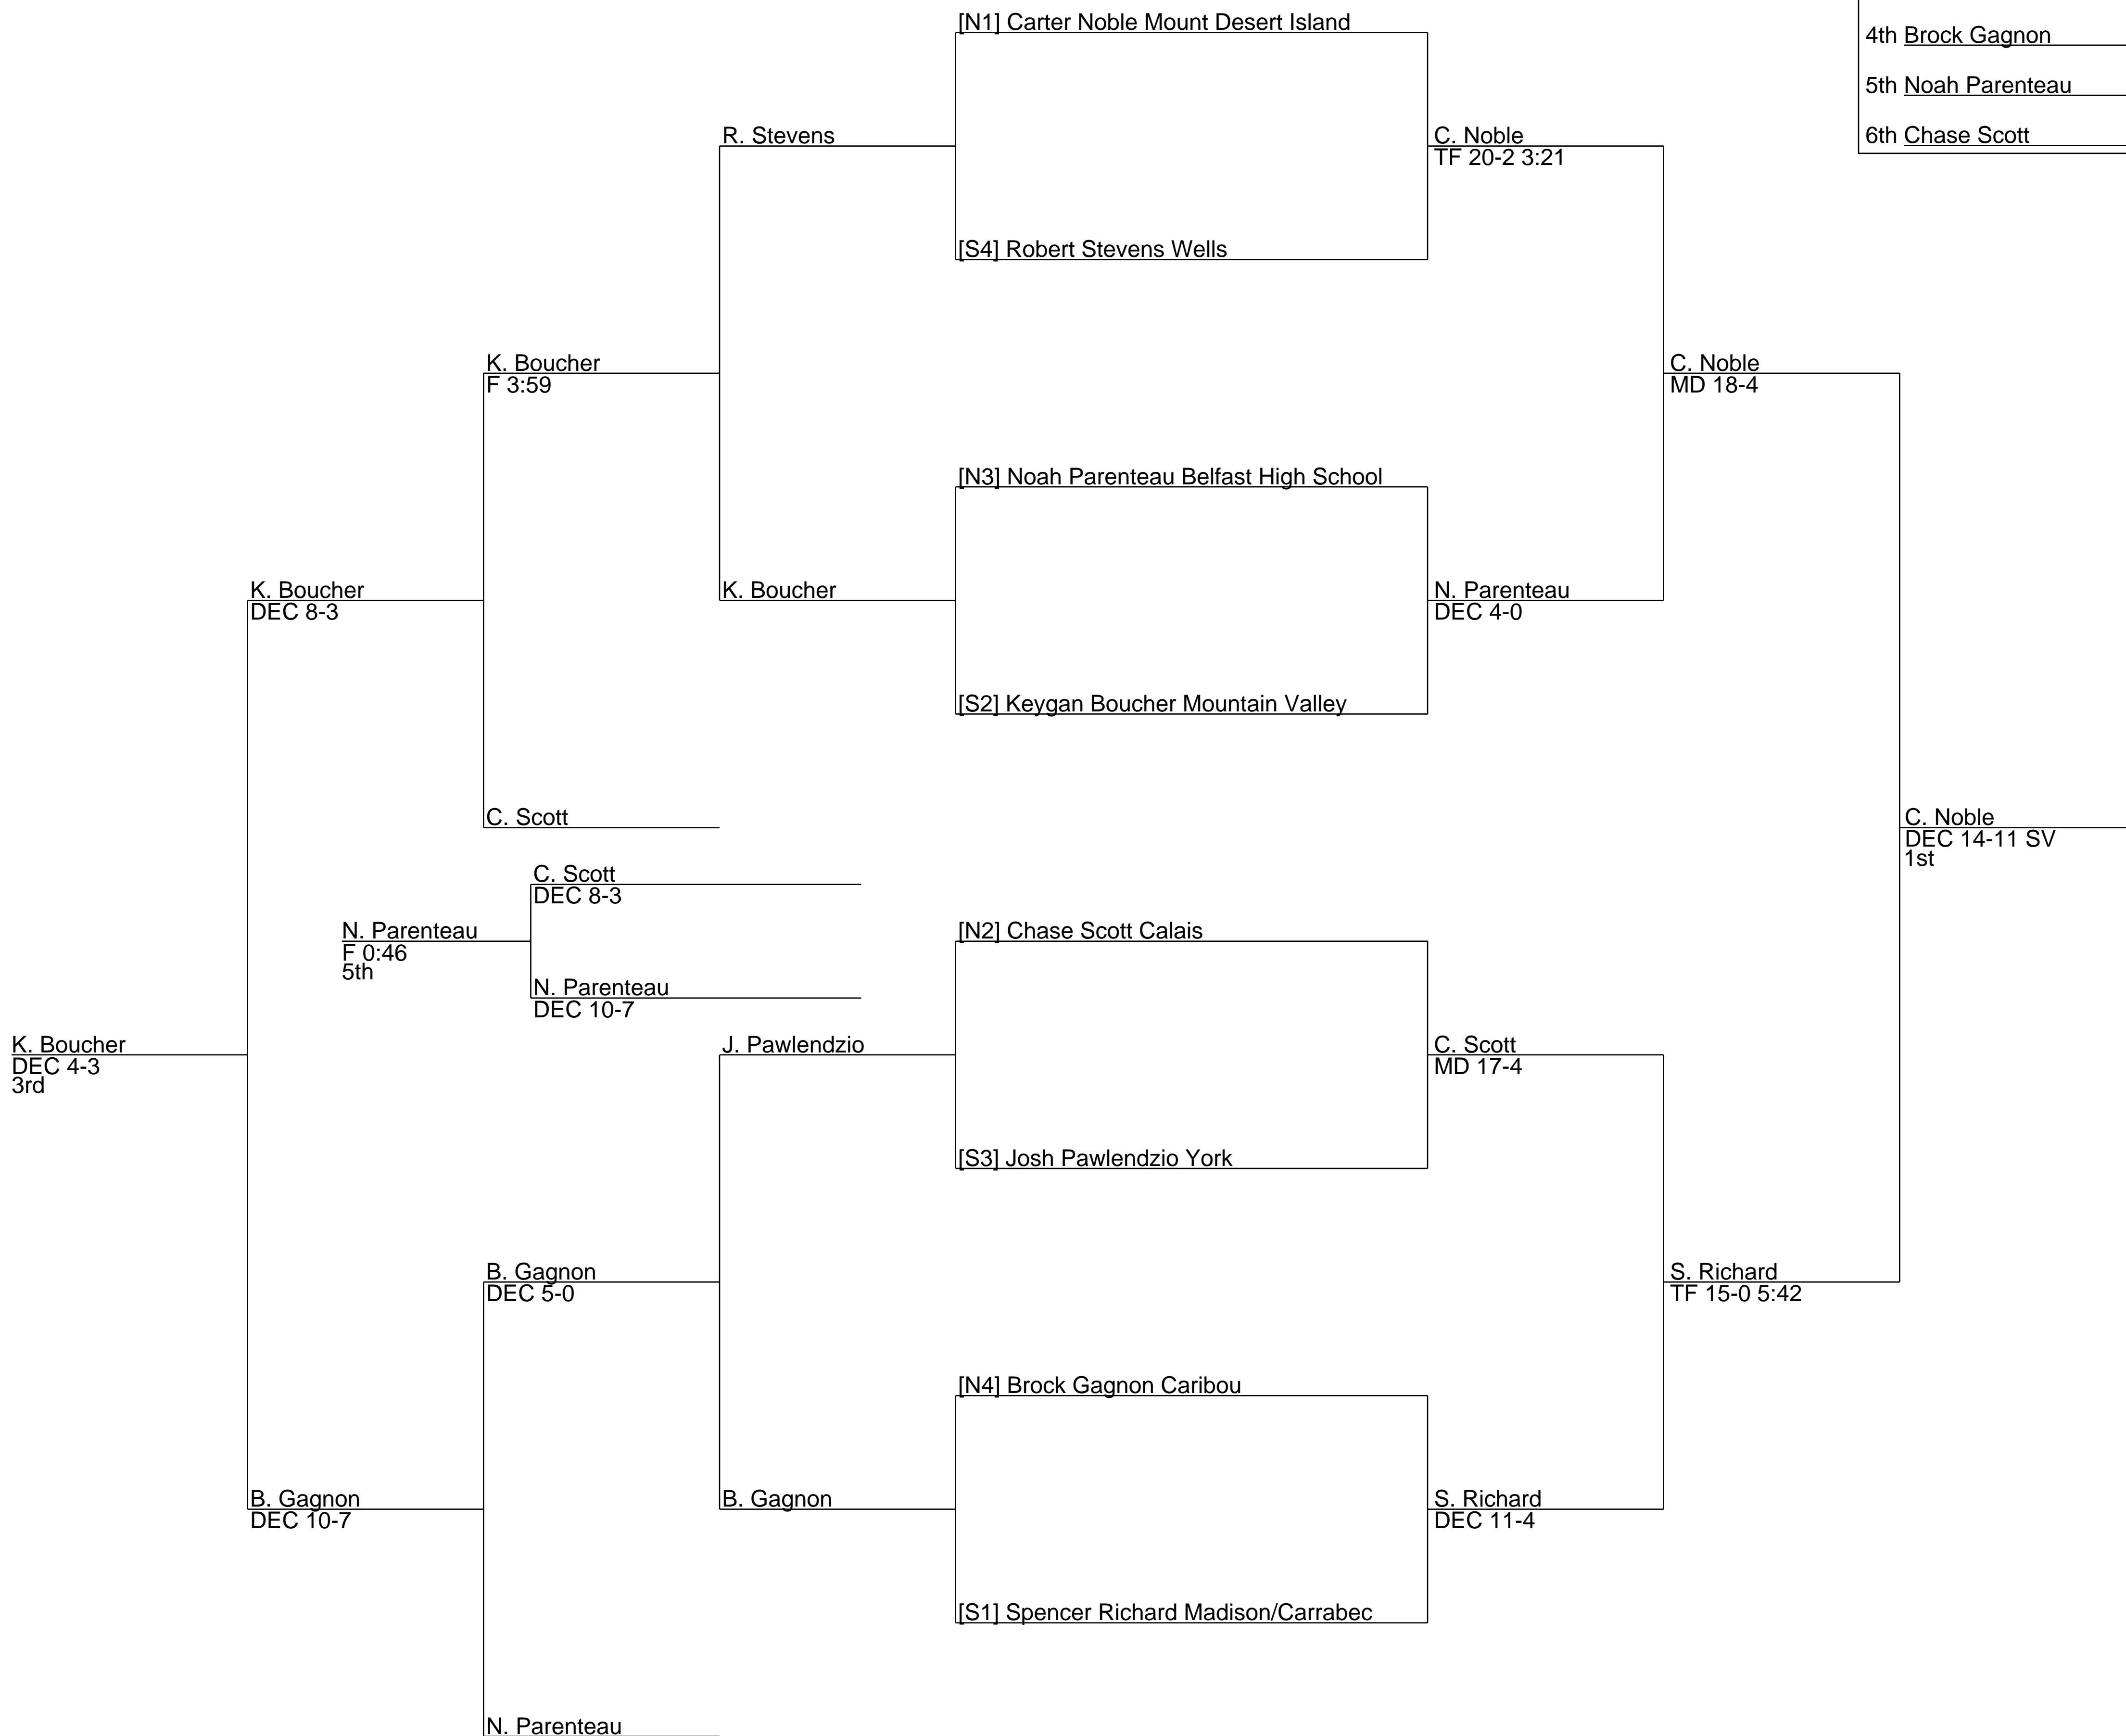 [N1] Carter Noble Mount Desert Island
4th Brock Gagnon
5th Noah Parenteau
6th Chase Scott
R. Stevens
C. Noble
TF 20-2 3:21
[S4] Robert Stevens Wells
K. Boucher
F 3:59
C. Noble
MD 18-4
[N3] Noah Parenteau Belfast High School
K. Boucher
DEC 8-3
K. Boucher
N. Parenteau
DEC 4-0
[S2] Keygan Boucher Mountain Valley
C. Scott
C. Noble
DEC 14-11 SV
1st
C. Scott
DEC 8-3
N. Parenteau
F 0:46
5th
[N2] Chase Scott Calais
N. Parenteau
DEC 10-7
K. Boucher
DEC 4-3
3rd
J. Pawlendzio
C. Scott
MD 17-4
[S3] Josh Pawlendzio York
B. Gagnon
DEC 5-0
S. Richard
TF 15-0 5:42
[N4] Brock Gagnon Caribou
B. Gagnon
DEC 10-7
B. Gagnon
S. Richard
DEC 11-4
[S1] Spencer Richard Madison/Carrabec
N. Parenteau